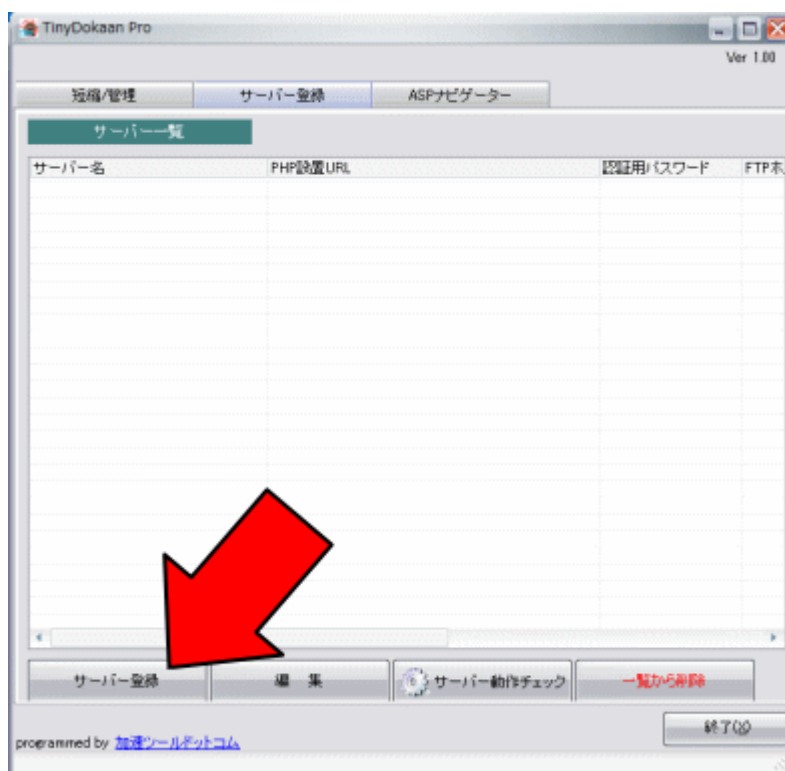 TinyDokaan Pro
Ver 1.00
短縮/管理 サーバー登録 ASPナビゲーター
サーバー一覧
サーバー名 PHP設置URL 認証用パスワード FTPホ
サーバー登録 編 集 サーバー動作チェック 一覧から削除
終了(X)
programmed by 加速ツールドットコム